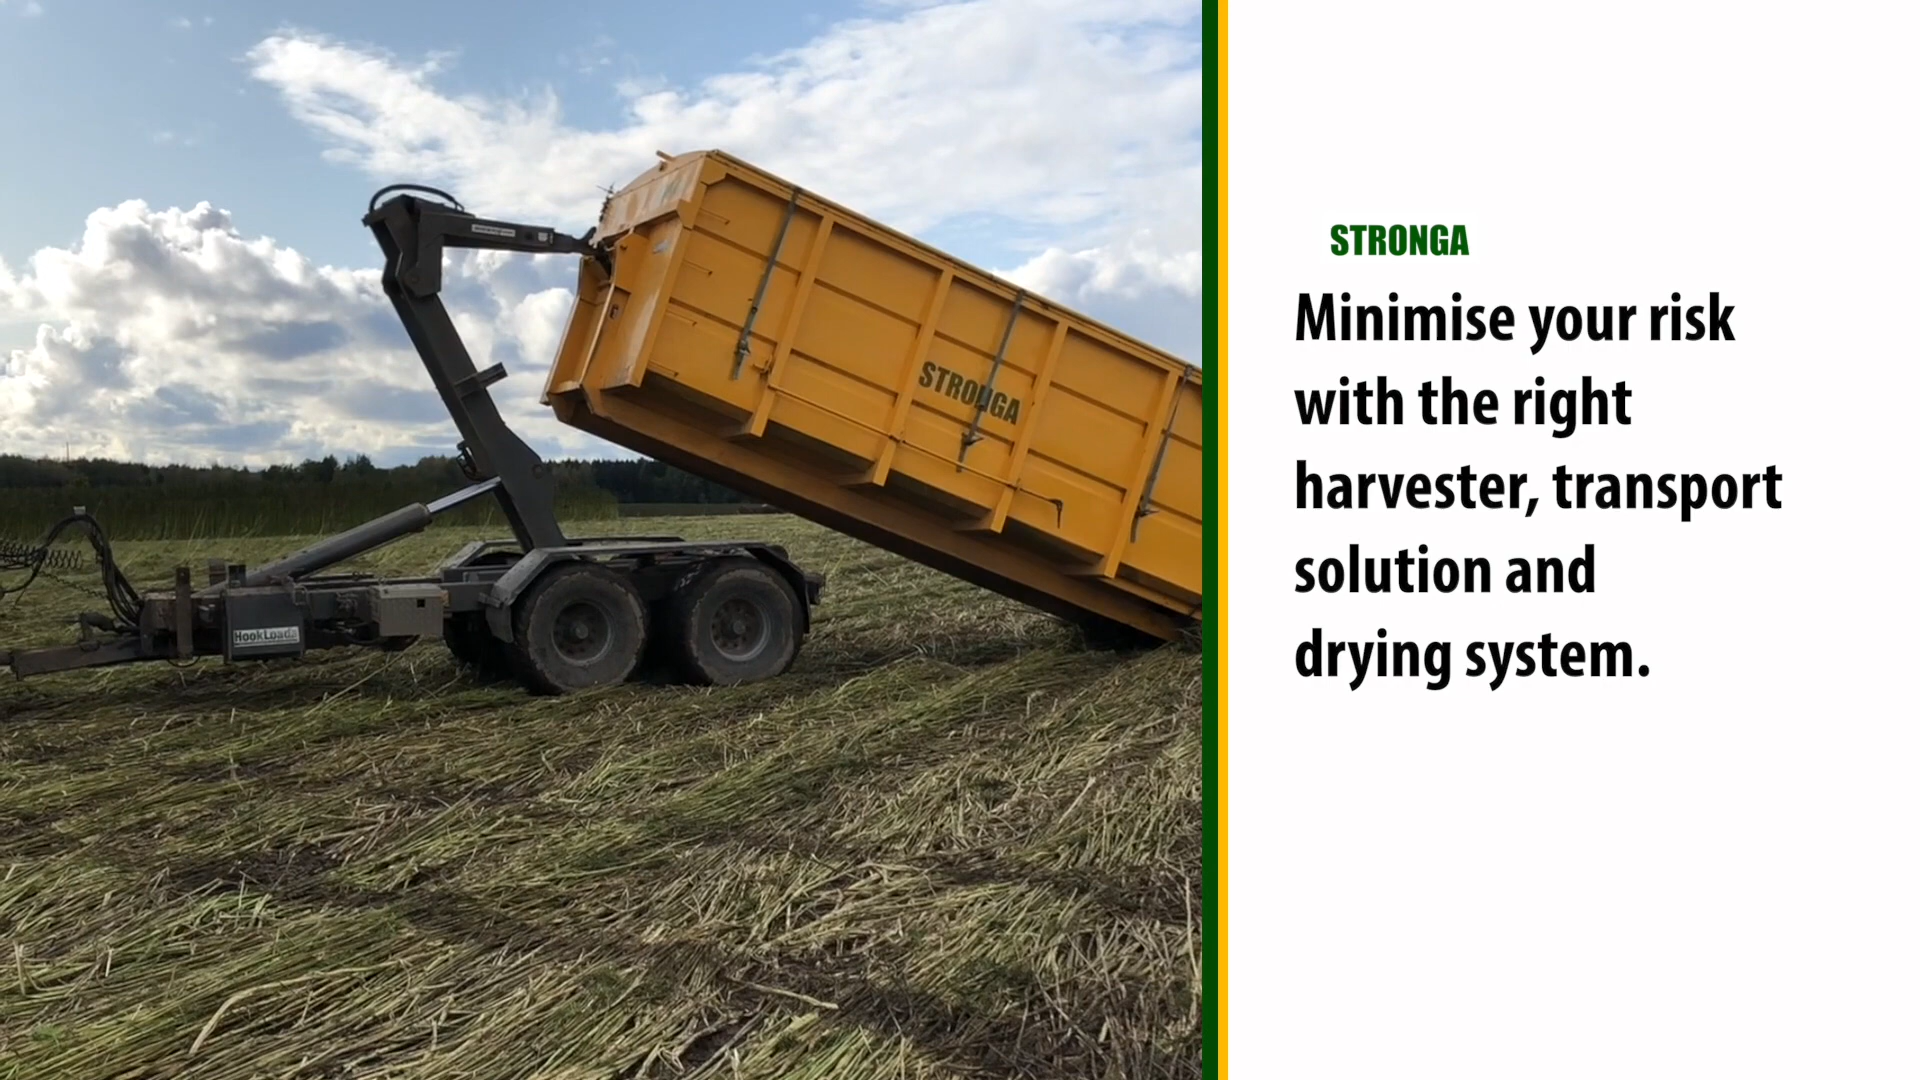 STRONGA
HookLoada
STRONGA
Minimise your risk
with the right
harvester, transport
solution and
drying system.